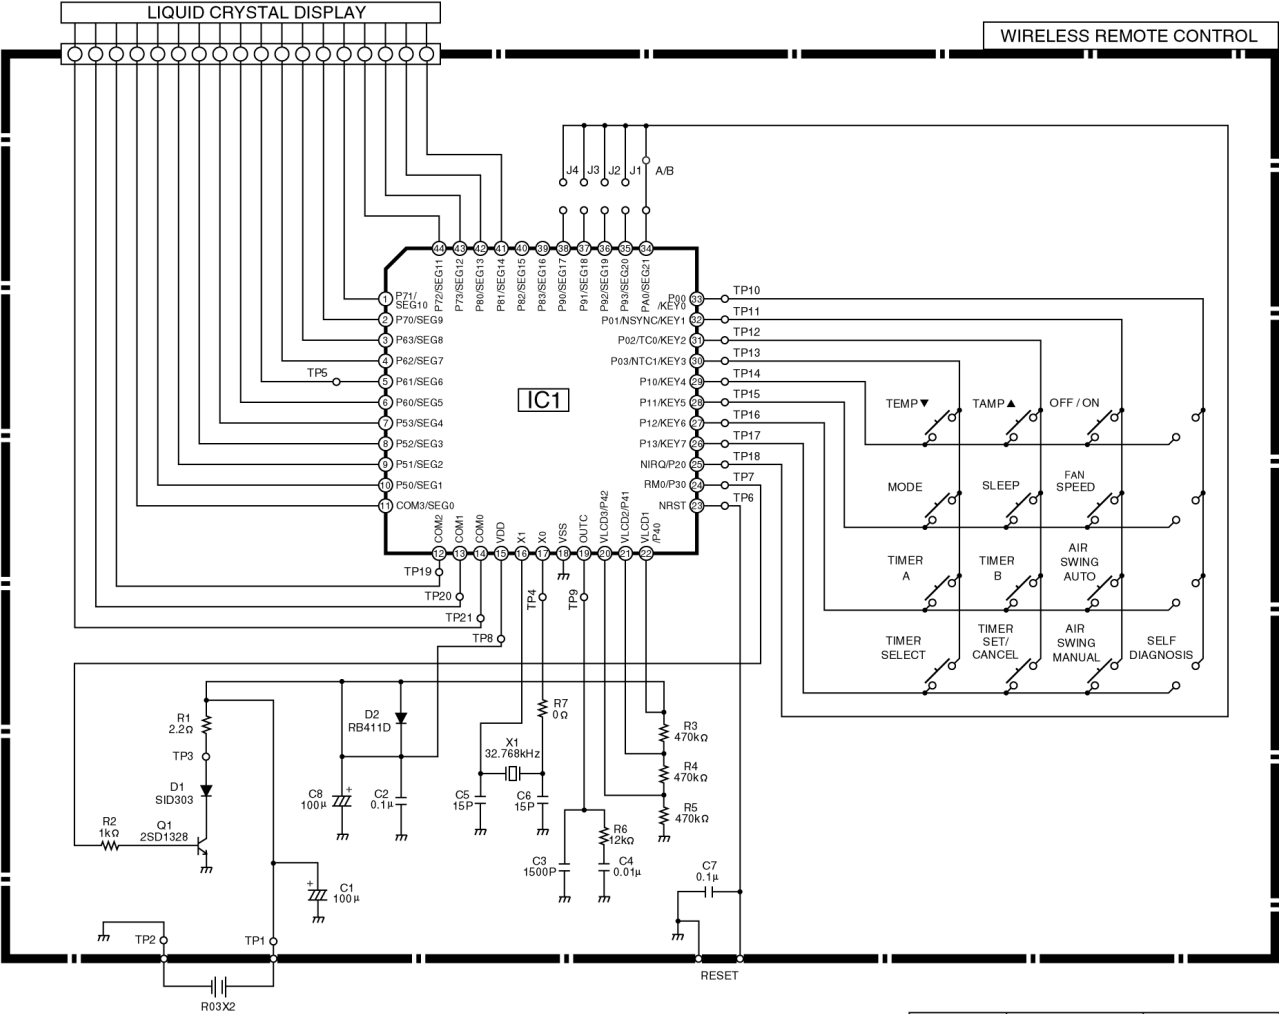 LIQUID CRYSTAL DISPLAY
WIRELESS REMOTE CONTROL
J4 J3 J2 J1 A/B
44 43 42 41 40 39 38 37 36 35 34
P72/SEG11
P73/SEG12
P80/SEG13
P81/SEG14
P82/SEG15
P83/SEG16
P90/SEG17
P91/SEG18
P92/SEG19
P93/SEG20
PA0/SEG21
1 P71/
SEG10
2 P70/SEG9
3 P63/SEG8
4 P62/SEG7
TP5
5 P61/SEG6
6 P60/SEG5
7 P53/SEG4
8 P52/SEG3
9 P51/SEG2
10 P50/SEG1
11 COM3/SEG0
IC1
P00
/KEY0 33 TP10
P01/NSYNC/KEY1 32 TP11
P02/TC0/KEY2 31 TP12
P03/NTC1/KEY3 30 TP13
P10/KEY4 29 TP14
P11/KEY5 28 TP15
P12/KEY6 27 TP16
P13/KEY7 26 TP17
NIRQ/P20 25 TP18
RM0/P30 24 TP7
NRST 23 TP6
COM2
COM1
COM0
VDD
X1
X0
VSS
OUTC
VLCD3/P42
VLCD2/P41
VLCD1
/P40
12 13 14 15 16 17 18 19 20 21 22
TP19
TP20
TP21
TP8
TP4
TP9
TEMP▼ TAMP▲ OFF / ON
MODE SLEEP FAN
SPEED
TIMER
A
TIMER
B
AIR
SWING
AUTO
TIMER
SELECT
TIMER
SET/
CANCEL
AIR
SWING
MANUAL
SELF
DIAGNOSIS
R1
2.2Ω
TP3
D1
SID303
Q1
2SD1328
R2
1kΩ
D2
RB411D
C8
100μ
+
C2
0.1μ
R7
0Ω
X1
32.768kHz
C5
15P
C6
15P
R3
470kΩ
R4
470kΩ
R5
470kΩ
R6
12kΩ
C3
1500P
C4
0.01μ
C7
0.1μ
+
C1
100μ
TP2
TP1
RESET
R03X2